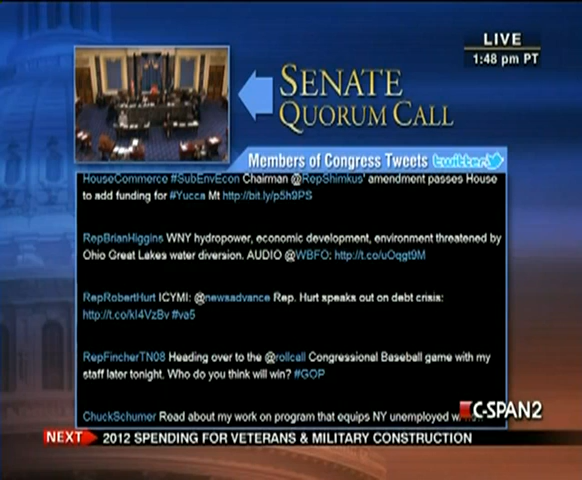 LIVE
1:48 pm PT
SENATE
QUORUM CALL
Members of Congress Tweets twitter
HouseCommerce #SubEnvEcon Chairman @RepShimkus' amendment passes House
to add funding for #Yucca Mt http://bit.ly/p5h9PS
RepBrianHiggins WNY hydropower, economic development, environment threatened by
Ohio Great Lakes water diversion. AUDIO @WBFO: http://t.co/uOqgt9M
RepRobertHurt ICYMI: @newsadvance Rep. Hurt speaks out on debt crisis:
http://t.co/kI4VzBv #va5
RepFincherTN08 Heading over to the @rollcall Congressional Baseball game with my
staff later tonight. Who do you think will win? #GOP
ChuckSchumer Read about my work on program that equips NY unemployed
C-SPAN2
NEXT 2012 SPENDING FOR VETERANS & MILITARY CONSTRUCTION